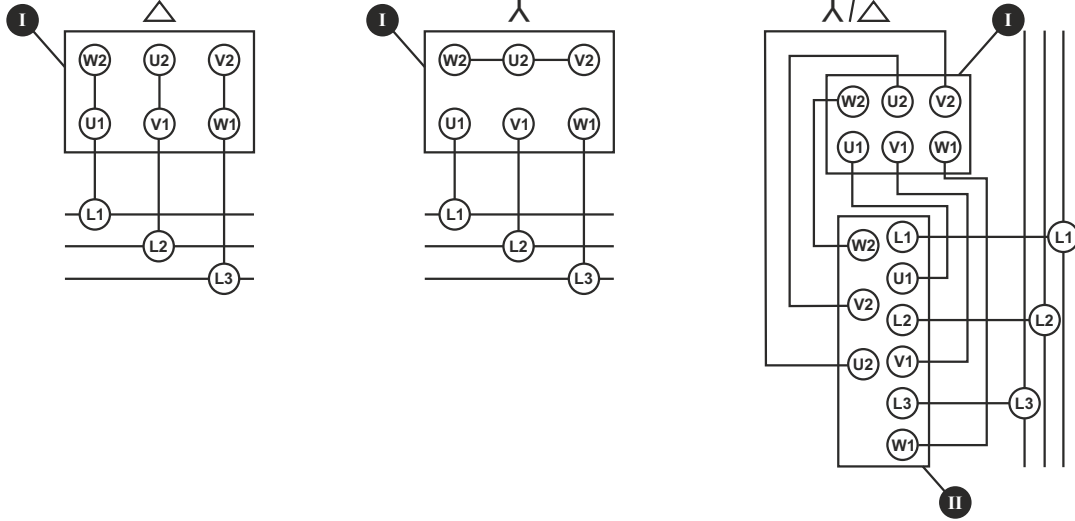 I I / I
W2 U2 V2
U1 V1 W1
L1
L2
L3
W2 U2 V2
U1 V1 W1
L1
L2
L3
W2 U2 V2
U1 V1 W1
W2 L1 L1
U1
V2
L2 L2
U2 V1
L3 L3
W1
II